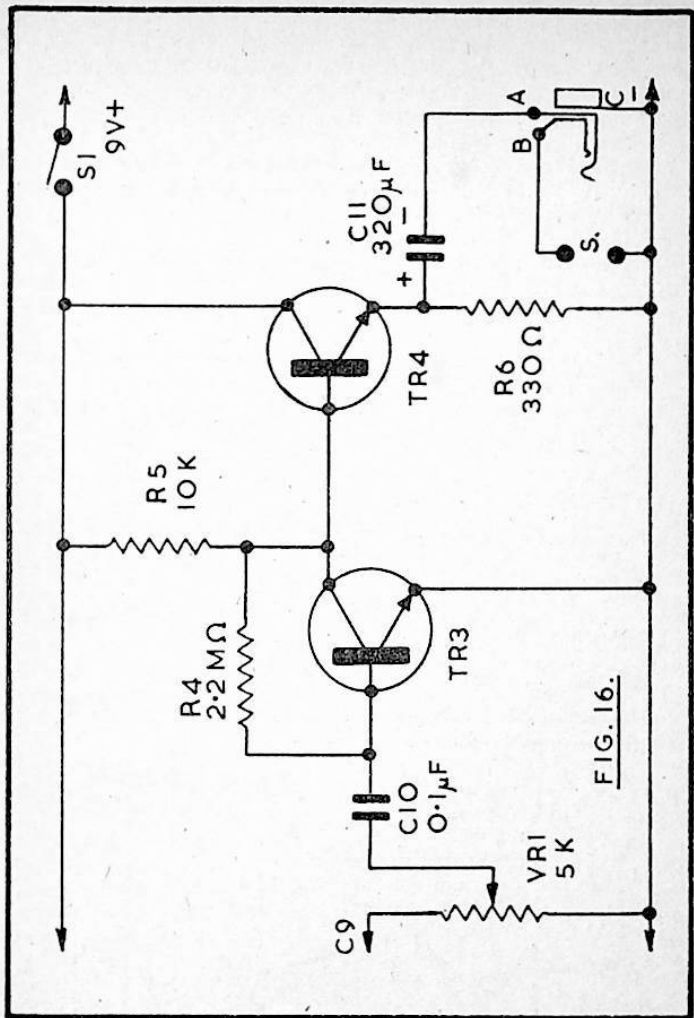 S1
9V+
R5
10K
R4
2·2MΩ
C10
0·1μF
C9
VR1
5K
TR3
TR4
C11
320μF
+
–
R6
330Ω
A
B
C
–
S.
FIG. 16.